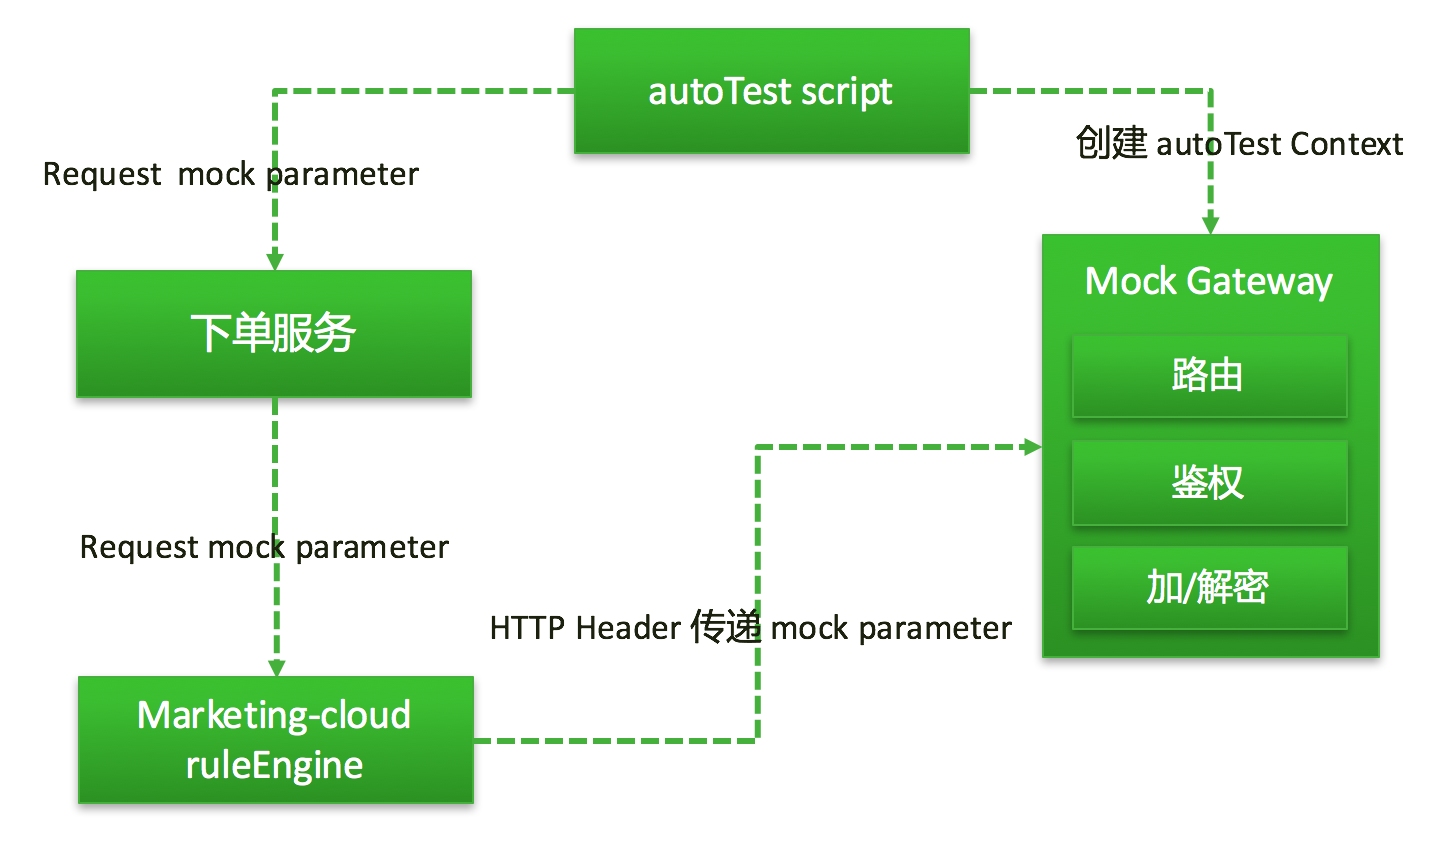 autoTest script
创建 autoTest Context
Request  mock parameter
Mock Gateway
下单服务
路由
鉴权
Request mock parameter
加/解密
HTTP Header 传递 mock parameter
Marketing-cloud
ruleEngine